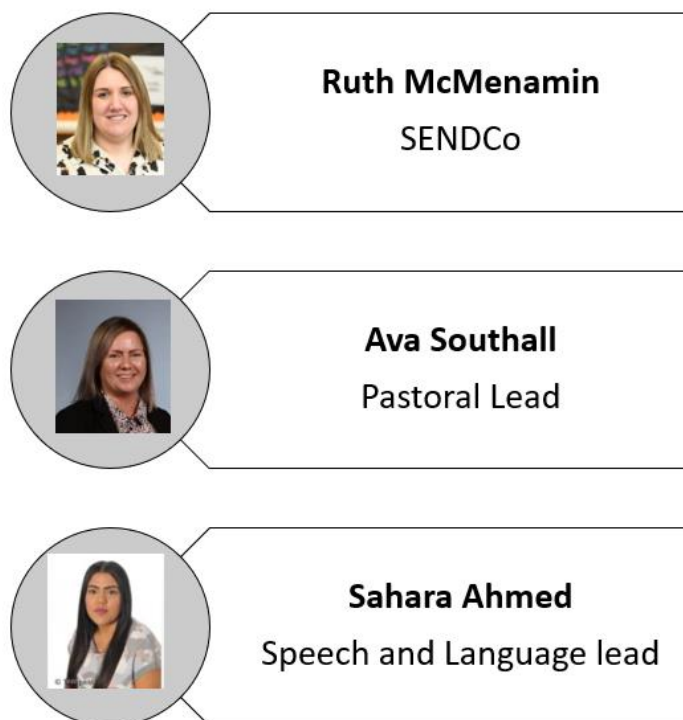 Ruth McMenamin
SENDCo
Ava Southall
Pastoral Lead
Sahara Ahmed
Speech and Language lead